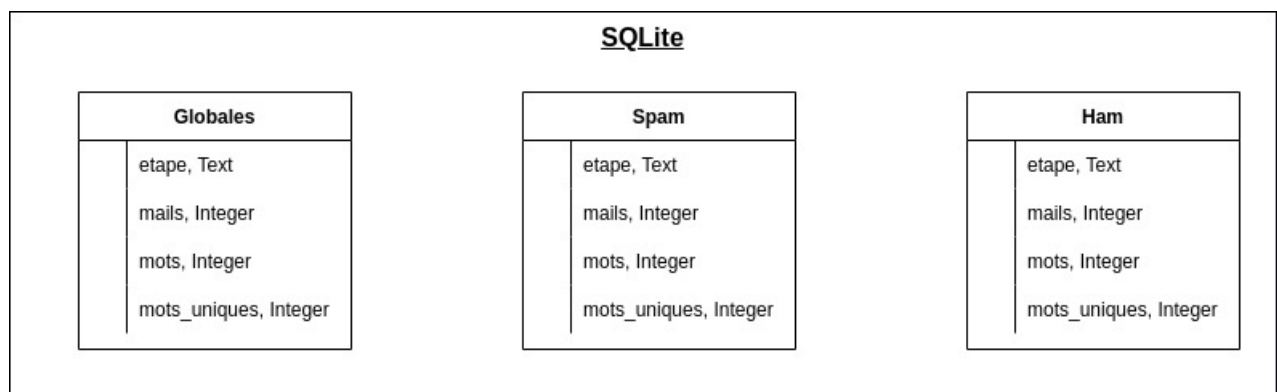 SQLite
Globales
etape, Text
mails, Integer
mots, Integer
mots_uniques, Integer
Spam
etape, Text
mails, Integer
mots, Integer
mots_uniques, Integer
Ham
etape, Text
mails, Integer
mots, Integer
mots_uniques, Integer